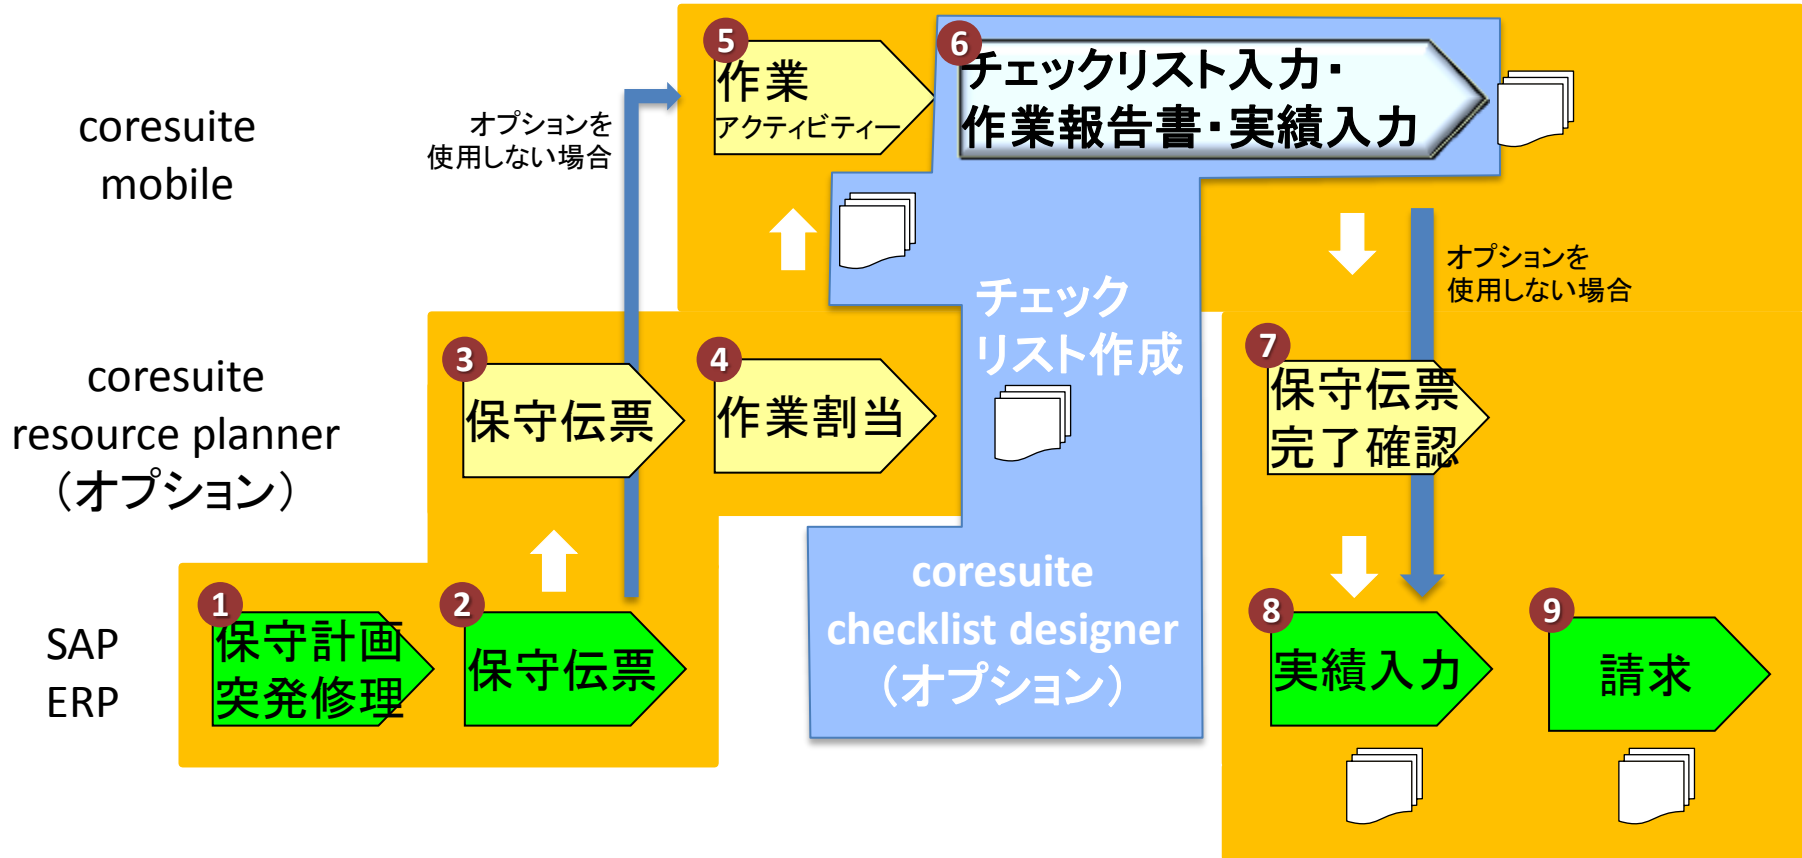 coresuite
mobile
オプションを
使用しない場合
5
作業
アクティビティー
6
チェックリスト入力・
作業報告書・実績入力
オプションを
使用しない場合
coresuite
resource planner
（オプション）
3
保守伝票
4
作業割当
チェック
リスト作成
7
保守伝票
完了確認
SAP
ERP
1
保守計画
突発修理
2
保守伝票
coresuite
checklist designer
（オプション）
8
実績入力
9
請求